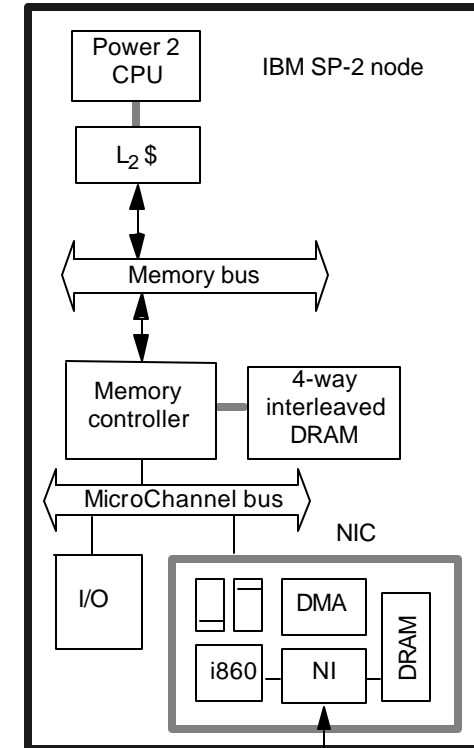 Power 2
CPU
IBM SP-2 node
L2 $
Memory bus
Memory
controller
4-way
interleaved
DRAM
MicroChannel bus
NIC
I/O
DMA
i860
NI
DRAM